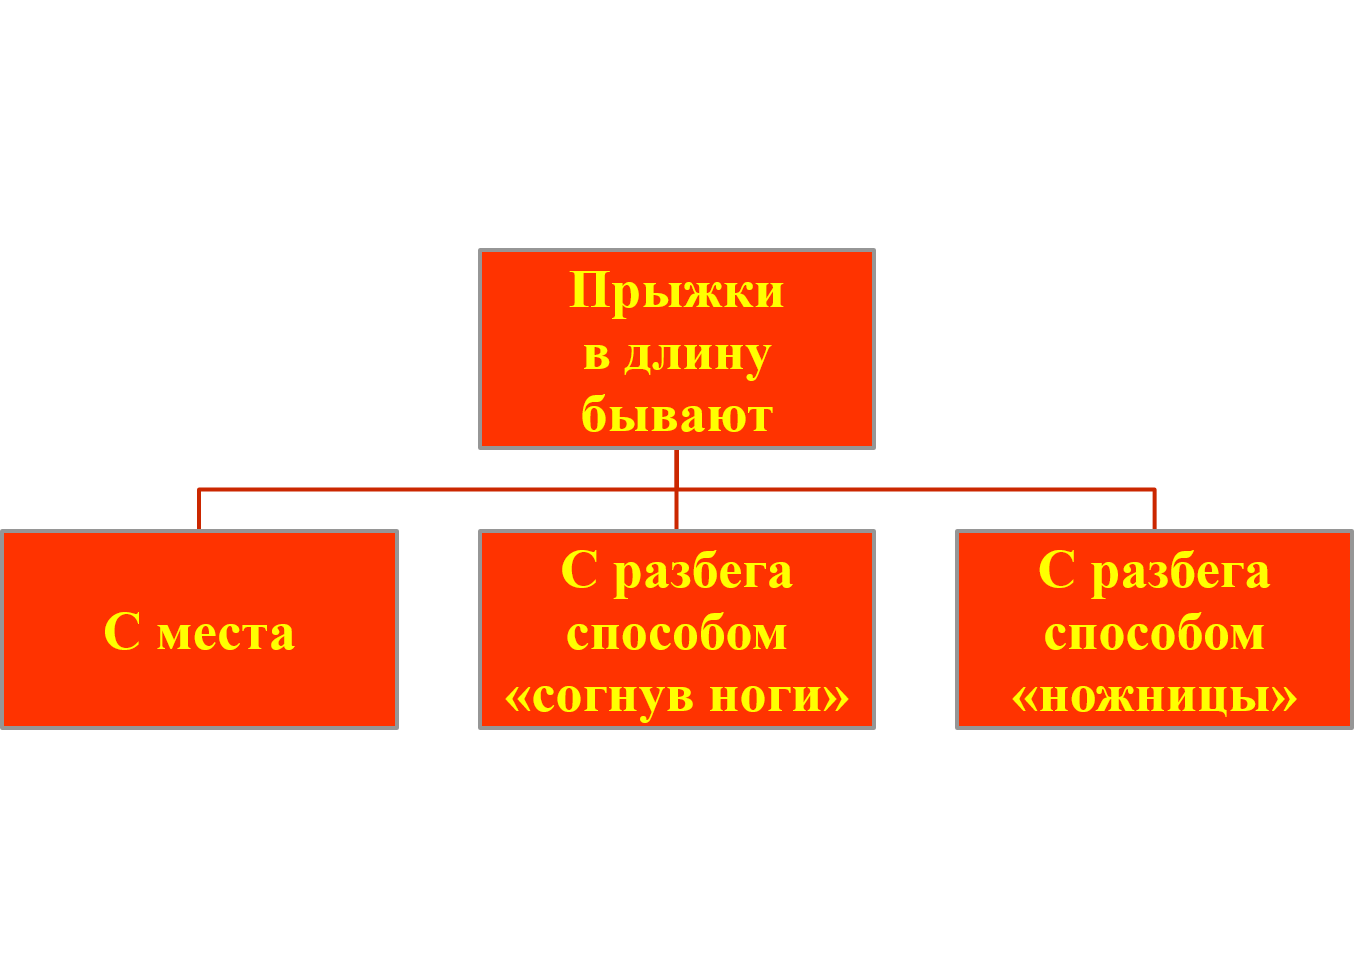 Прыжки
в длину
бывают
С места
С разбега
способом
«согнув ноги»
С разбега
способом
«ножницы»